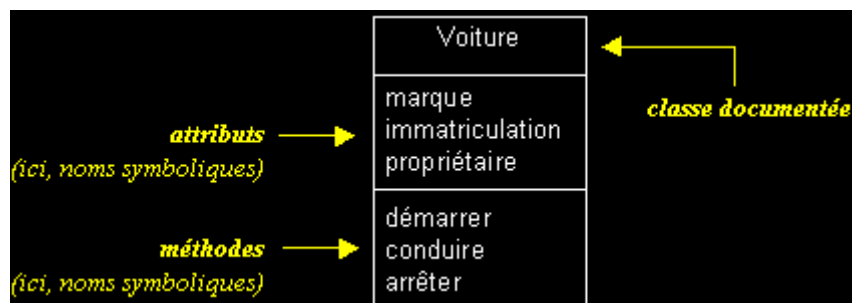 Voiture
classe documentée
attributs
(ici, noms symboliques)
marque
immatriculation
propriétaire
méthodes
(ici, noms symboliques)
démarrer
conduire
arrêter